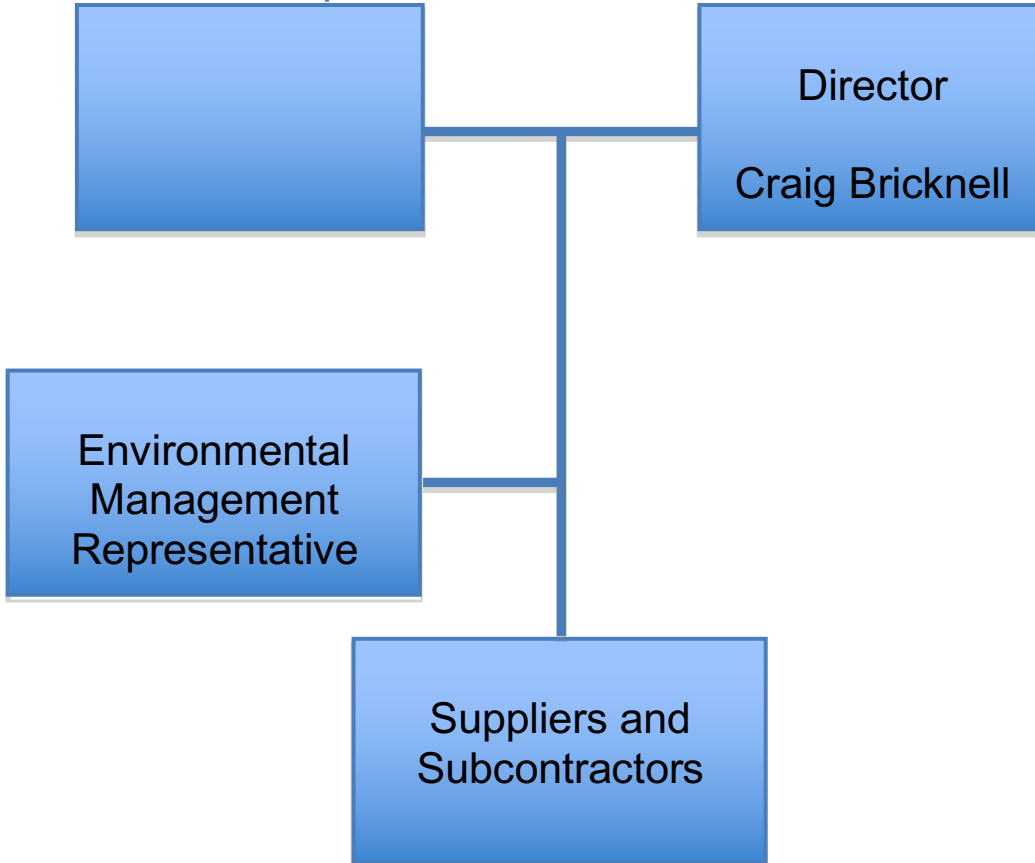 Director
Craig Bricknell
Environmental
Management
Representative
Suppliers and
Subcontractors